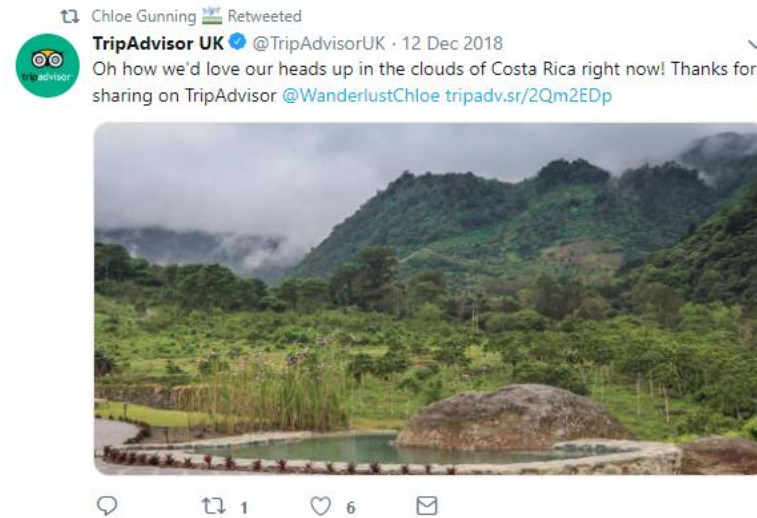 Chloe Gunning Retweeted
TripAdvisor UK @TripAdvisorUK · 12 Dec 2018
Oh how we'd love our heads up in the clouds of Costa Rica right now! Thanks for
sharing on TripAdvisor @WanderlustChloe tripadv.sr/2Qm2EDp
tripadvisor
1 6